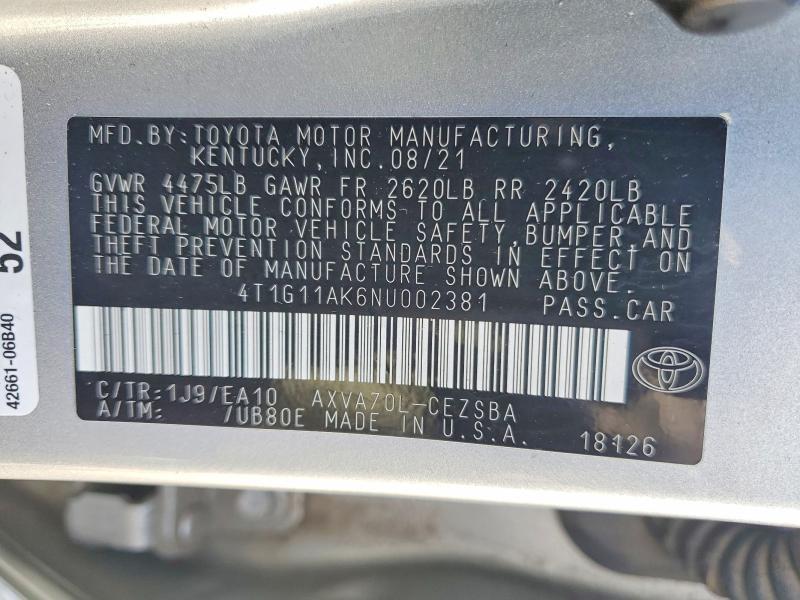 MFD. BY: TOYOTA MOTOR MANUFACTURING,
KENTUCKY, INC. 08/21
GVWR 4475LB GAWR FR 2620LB RR 2420LB
THIS VEHICLE CONFORMS TO ALL APPLICABLE
FEDERAL MOTOR VEHICLE SAFETY, BUMPER, AND
THEFT PREVENTION STANDARDS IN EFFECT ON
THE DATE OF MANUFACTURE SHOWN ABOVE.
4T1G11AK6NU002381 PASS. CAR
C/TR: 1J9/EA10 AXVA70L-CEZSBA
A/TM: /UB80E MADE IN U.S.A. 18126
52
42661-06B40